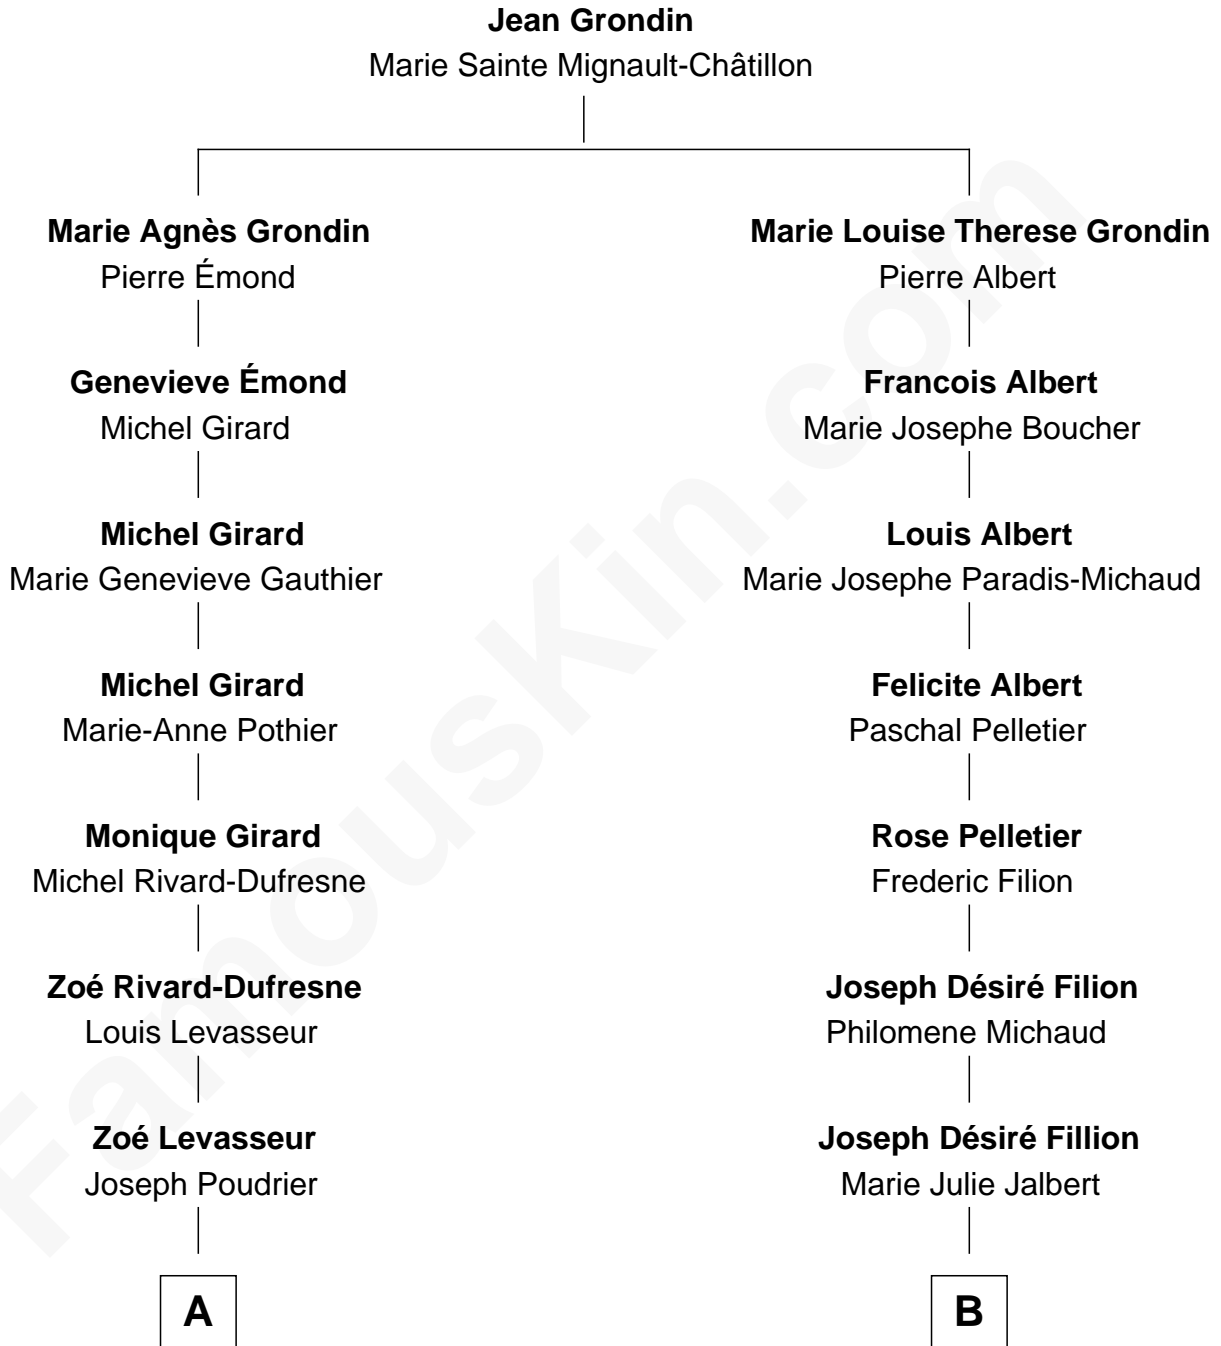 Jean Grondin
Marie Sainte Mignault-Châtillon
Marie Agnès Grondin
Pierre Émond
Genevieve Émond
Michel Girard
Michel Girard
Marie Genevieve Gauthier
Michel Girard
Marie-Anne Pothier
Monique Girard
Michel Rivard-Dufresne
Zoé Rivard-Dufresne
Louis Levasseur
Zoé Levasseur
Joseph Poudrier
A
Marie Louise Therese Grondin
Pierre Albert
Francois Albert
Marie Josephe Boucher
Louis Albert
Marie Josephe Paradis-Michaud
Felicite Albert
Paschal Pelletier
Rose Pelletier
Frederic Filion
Joseph Désiré Filion
Philomene Michaud
Joseph Désiré Fillion
Marie Julie Jalbert
B
FamousKin.com